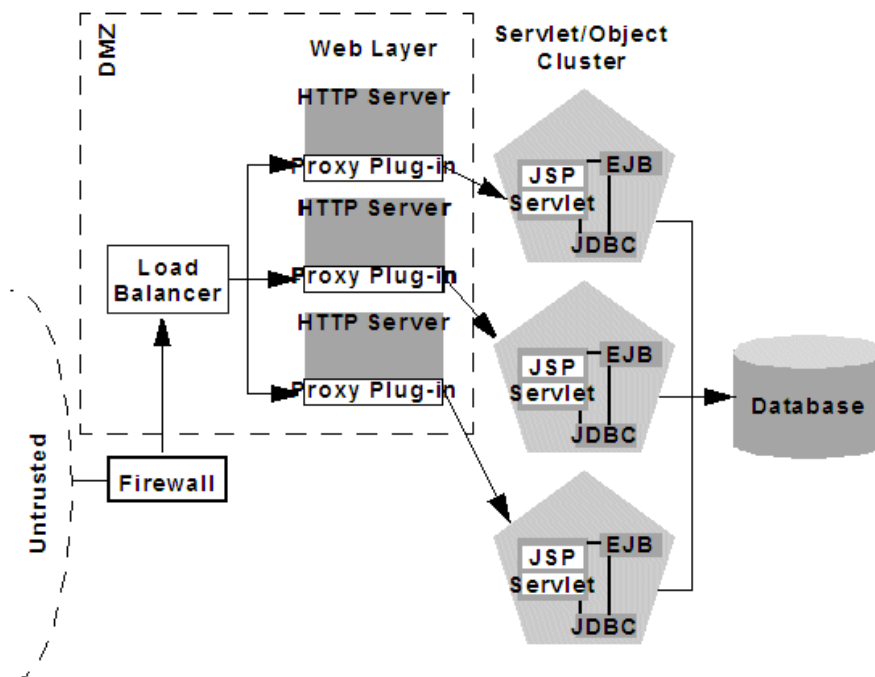 DMZ
Web Layer
Servlet/Object
Cluster
HTTP Server
Proxy Plug-in
HTTP Server
Proxy Plug-in
HTTP Server
Proxy Plug-in
Load
Balancer
Firewall
Untrusted
JSP
Servlet
EJB
JDBC
JSP
Servlet
EJB
JDBC
JSP
Servlet
EJB
JDBC
Database